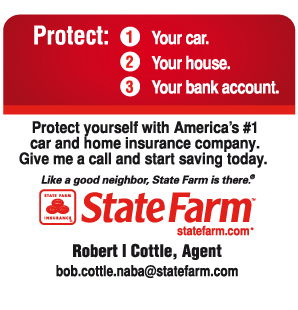 Protect: 1 Your car.
2 Your house.
3 Your bank account.
Protect yourself with America's #1
car and home insurance company.
Give me a call and start saving today.
Like a good neighbor, State Farm is there.®
STATE FARM
INSURANCE
State Farm™
statefarm.com®
Robert I Cottle, Agent
bob.cottle.naba@statefarm.com